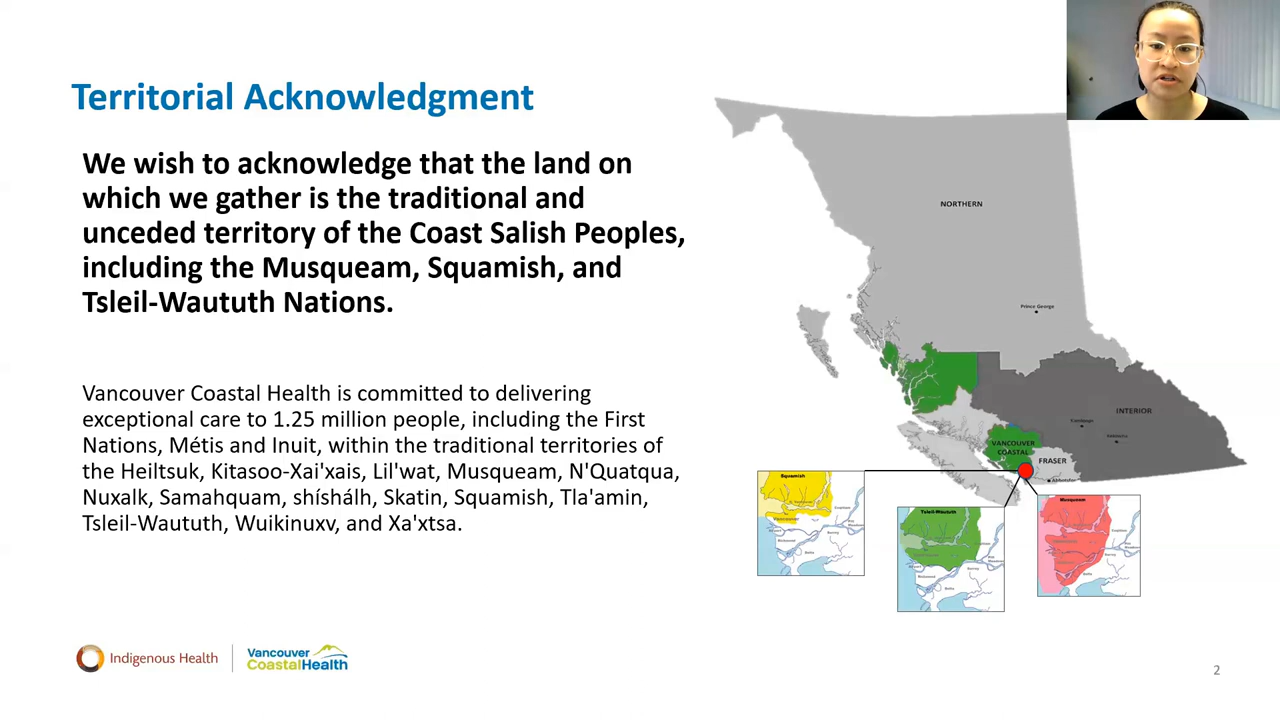 Territorial Acknowledgment
We wish to acknowledge that the land on
which we gather is the traditional and
unceded territory of the Coast Salish Peoples,
including the Musqueam, Squamish, and
Tsleil-Waututh Nations.
Vancouver Coastal Health is committed to delivering
exceptional care to 1.25 million people, including the First
Nations, Métis and Inuit, within the traditional territories of
the Heiltsuk, Kitasoo-Xai'xais, Lil'wat, Musqueam, N'Quatqua,
Nuxalk, Samahquam, shíshálh, Skatin, Squamish, Tla'amin,
Tsleil-Waututh, Wuikinuxv, and Xa'xtsa.
NORTHERN
Prince George
INTERIOR
VANCOUVER
COASTAL
FRASER
Squamish
Vancouver
Tsleil-Waututh
Musqueam
Indigenous Health
Vancouver
CoastalHealth
2